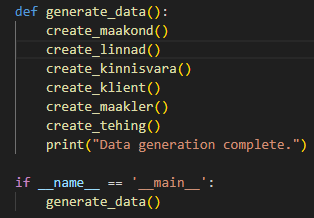 def generate_data():
    create_maakond()
    create_linnad()
    create_kinnisvara()
    create_klient()
    create_maakler()
    create_tehing()
    print("Data generation complete.")
if __name__ == '__main__':
    generate_data()